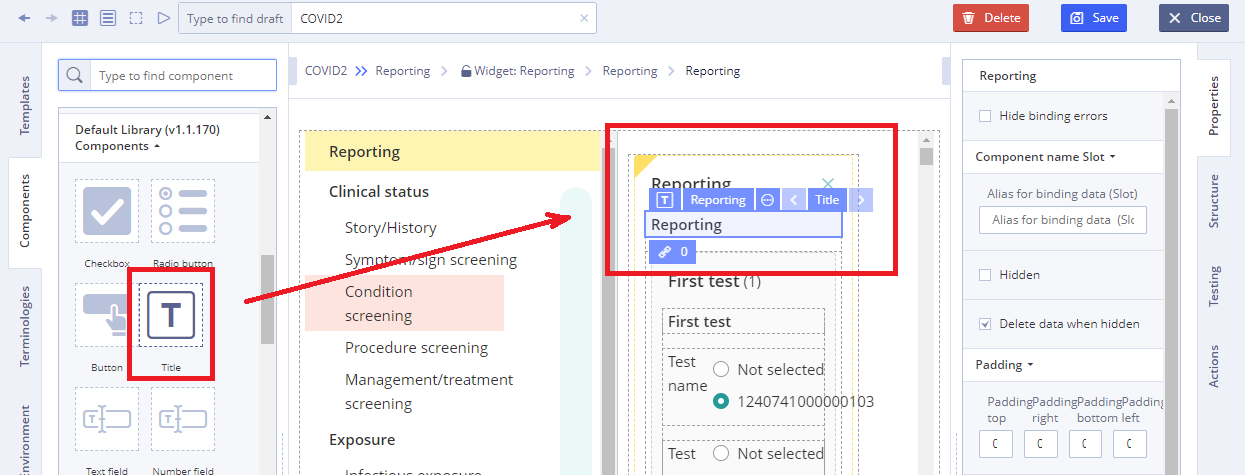 Type to find draft
COVID2
Delete
Save
Close
Templates
Components
Terminologies
Environment
Type to find component
Default Library (v1.1.170)
Components
Checkbox
Radio button
Button
Title
Text field
Number field
COVID2
Reporting
Widget: Reporting
Reporting
Reporting
Reporting
Clinical status
Story/History
Symptom/sign screening
Condition
screening
Procedure screening
Management/treatment
screening
Exposure
Infectious exposure
Reporting
Reporting
Title
Reporting
0
First test (1)
First test
Test
name
Not selected
1240741000000103
Test
Not selected
Reporting
Hide binding errors
Component name Slot
Alias for binding data (Slot)
Alias for binding data (Slo
Hidden
Delete data when hidden
Padding
Padding
top
Padding
right
Padding
bottom
Padding
left
Properties
Structure
Testing
Actions